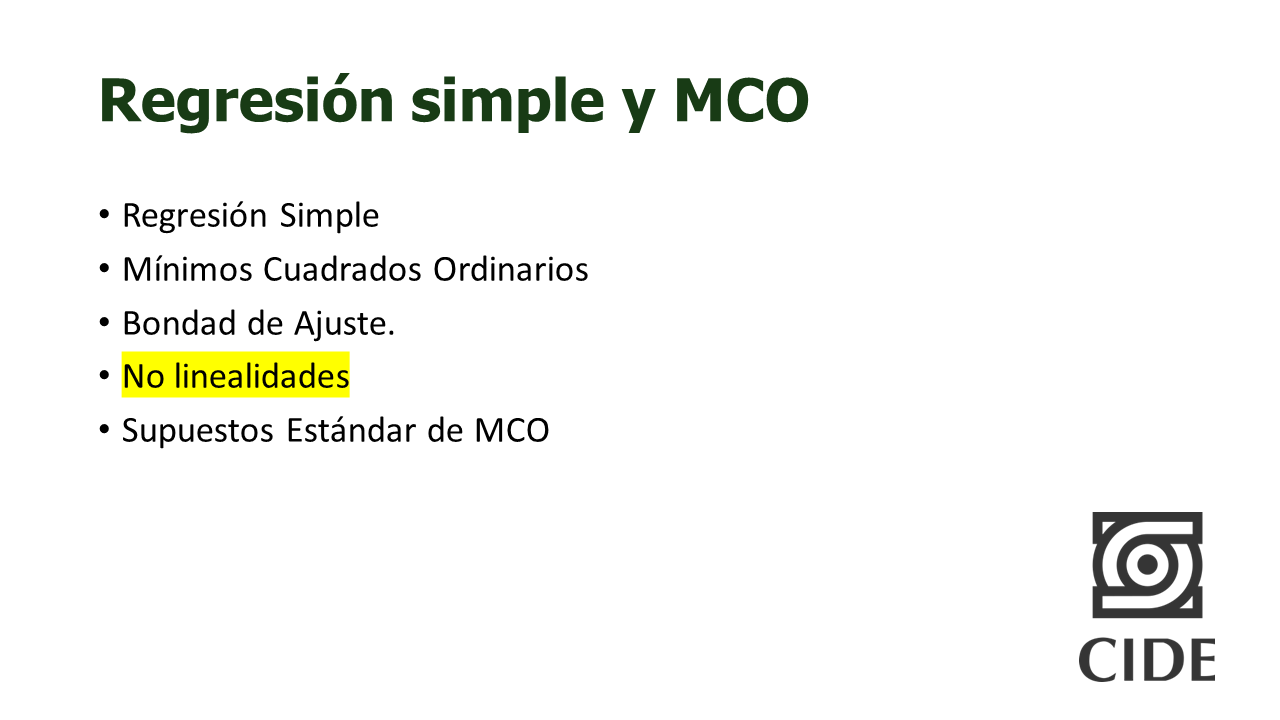 Regresión simple y MCO
• Regresión Simple
• Mínimos Cuadrados Ordinarios
• Bondad de Ajuste.
• No linealidades
• Supuestos Estándar de MCO
CIDE